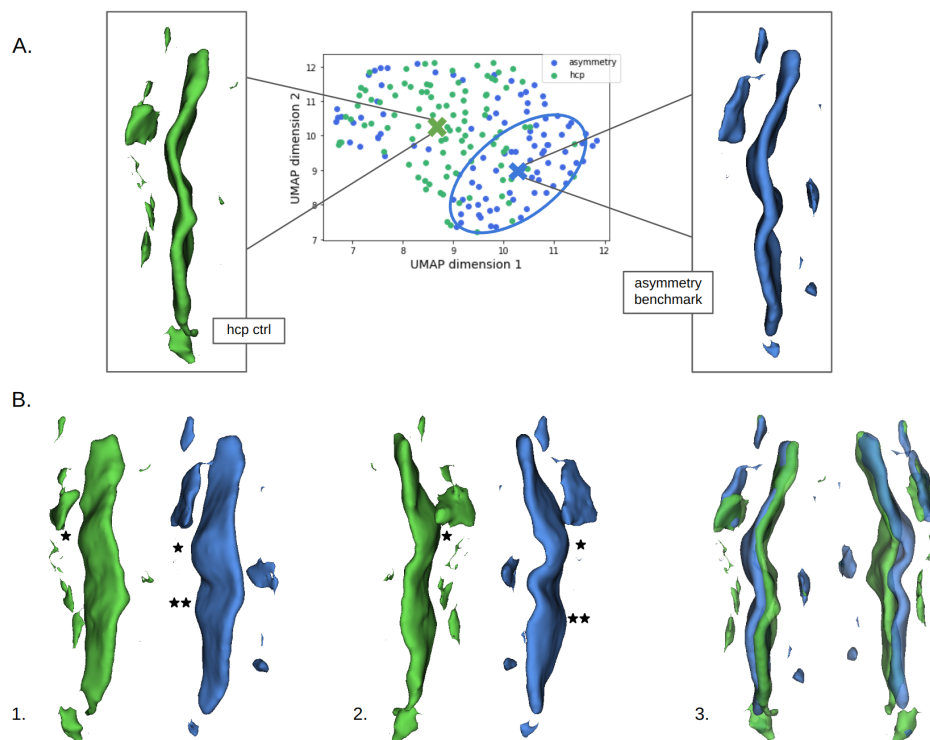 A.
asymmetry
hcp
12
11
10
9
8
7
UMAP dimension 2
7
8
9
10
11
12
UMAP dimension 1
hcp ctrl
asymmetry
benchmark
B.
1.
2.
3.